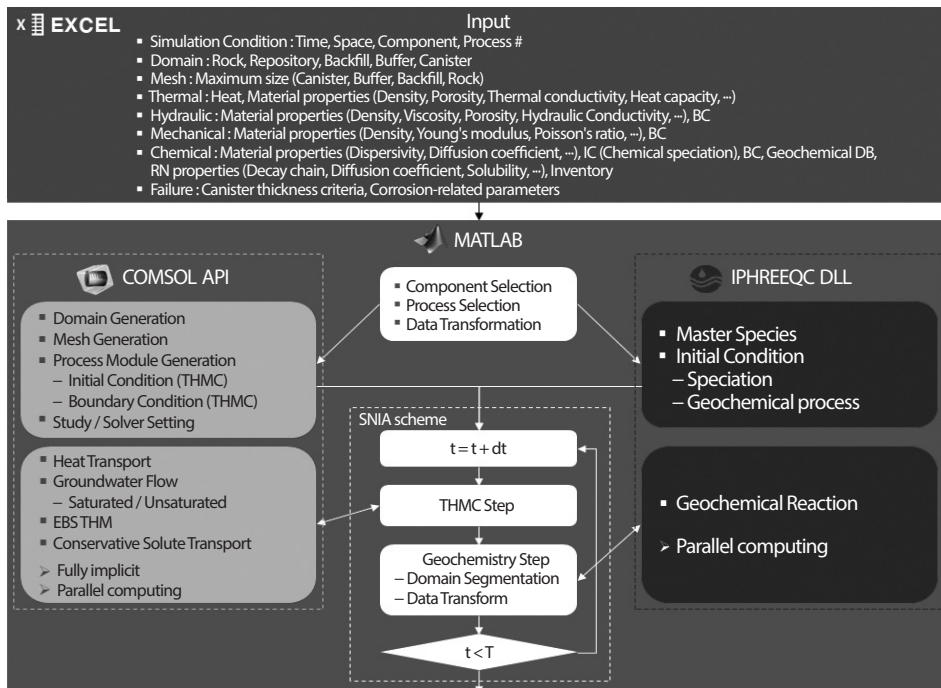 X EXCEL
Input
▪ Simulation Condition : Time, Space, Component, Process #
▪ Domain : Rock, Repository, Backfill, Buffer, Canister
▪ Mesh : Maximum size (Canister, Buffer, Backfill, Rock)
▪ Thermal : Heat, Material properties (Density, Porosity, Thermal conductivity, Heat capacity, ···)
▪ Hydraulic : Material properties (Density, Viscosity, Porosity, Hydraulic Conductivity, ···), BC
▪ Mechanical : Material properties (Density, Young's modulus, Poisson's ratio, ···), BC
▪ Chemical : Material properties (Dispersivity, Diffusion coefficient, ···), IC (Chemical speciation), BC, Geochemical DB,
RN properties (Decay chain, Diffusion coefficient, Solubility, ···), Inventory
▪ Failure : Canister thickness criteria, Corrosion-related parameters
MATLAB
COMSOL API
▪ Domain Generation
▪ Mesh Generation
▪ Process Module Generation
– Initial Condition (THMC)
– Boundary Condition (THMC)
▪ Study / Solver Setting
▪ Heat Transport
▪ Groundwater Flow
– Saturated / Unsaturated
▪ EBS THM
▪ Conservative Solute Transport
➢ Fully implicit
➢ Parallel computing
▪ Component Selection
▪ Process Selection
▪ Data Transformation
SNIA scheme
t = t + dt
THMC Step
Geochemistry Step
– Domain Segmentation
– Data Transform
t < T
IPHREEQC DLL
▪ Master Species
▪ Initial Condition
– Speciation
– Geochemical process
▪ Geochemical Reaction
➢ Parallel computing